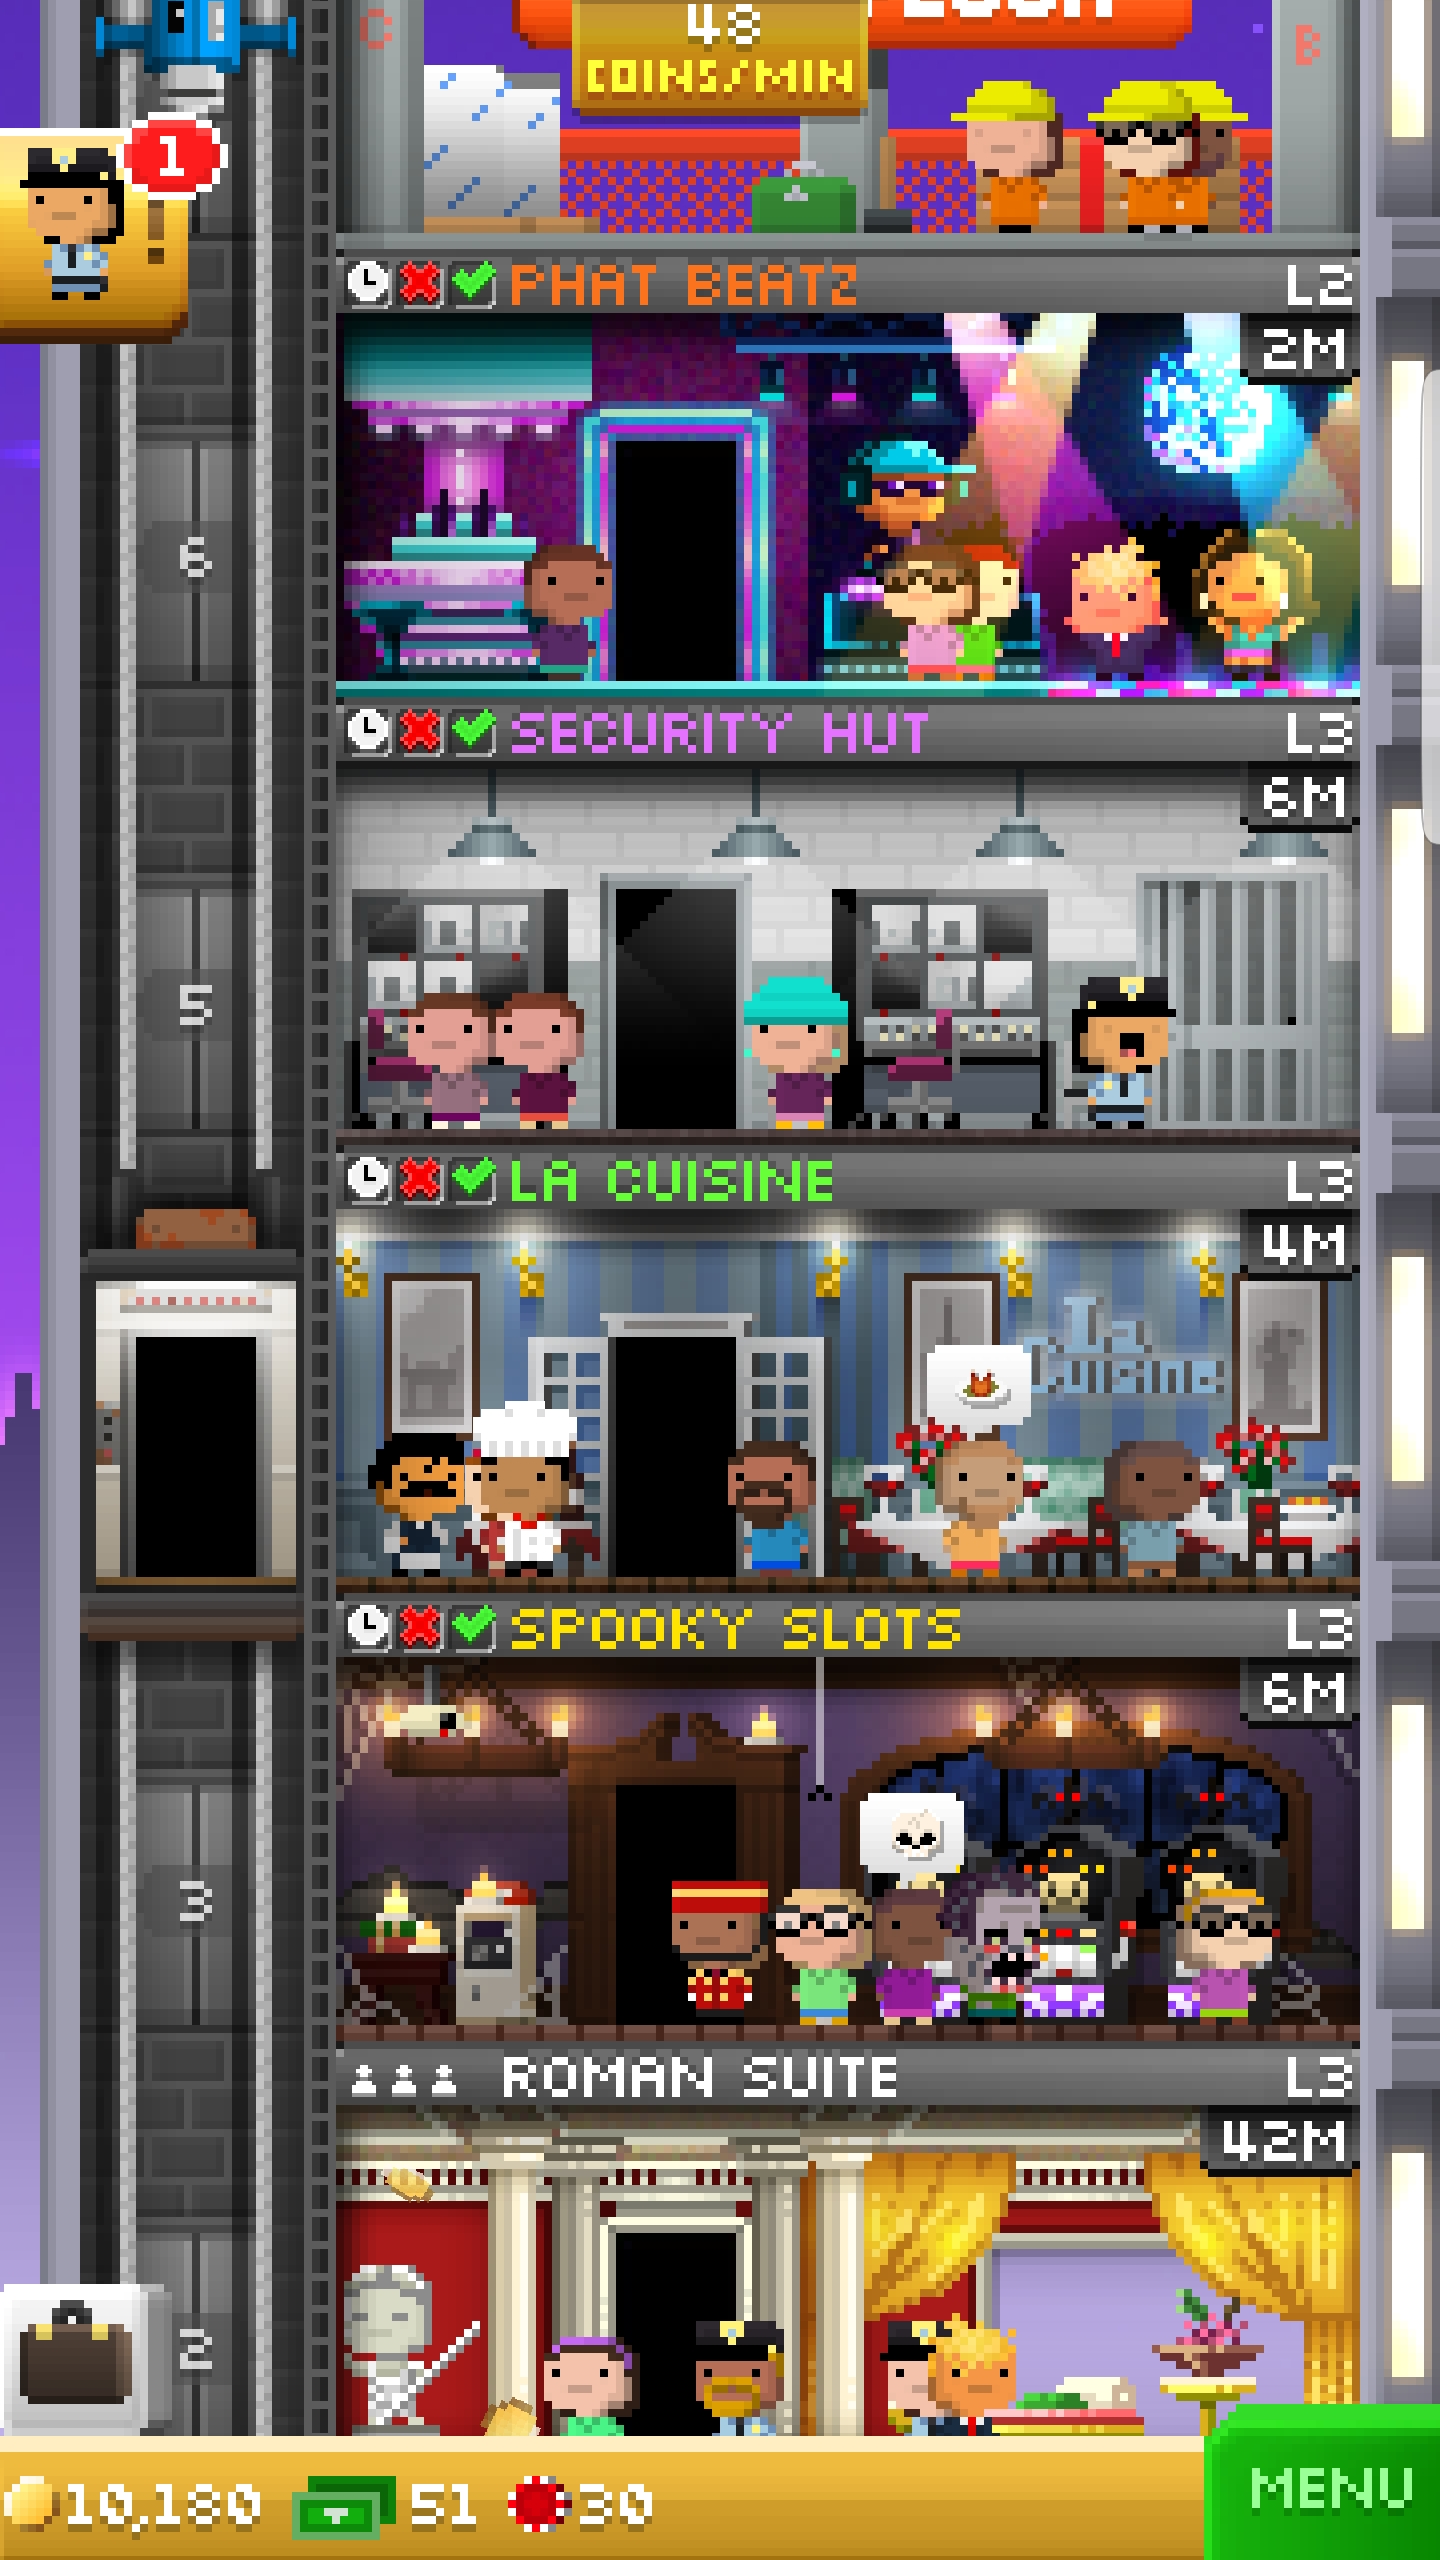 C
48
COINS/MIN
B
1
PHAT BEATZ L2
2M
6
SECURITY HUT L3
6M
5
LA CUISINE L3
4M
La
Cuisine
SPOOKY SLOTS L3
6M
3
ROMAN SUITE L3
42M
2
10,180 51 30
MENU